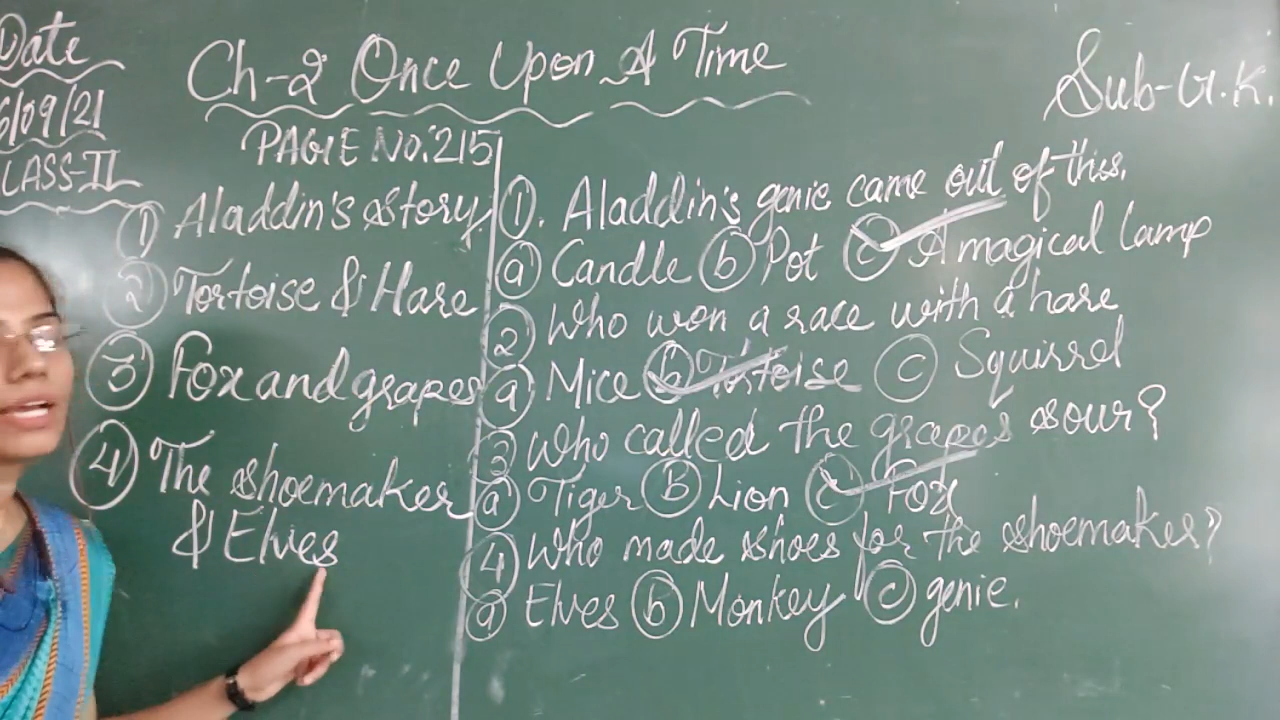 Date
6/09/21
CLASS-II
Ch-2 Once Upon A Time
Sub-G.K.
PAGE NO:215
① Aladdin's story
② Tortoise & Hare
③ Fox and grapes
④ The shoemaker
& Elves
①. Aladdin's genie came out of this.
ⓐ Candle ⓑ Pot ⓒ A magical lamp
② Who won a race with a hare
ⓐ Mice ⓑ Tortoise ⓒ Squirrel
③ Who called the grapes sour?
ⓐ Tiger Ⓑ Lion ⓒ Fox
④ Who made shoes for the shoemaker?
ⓐ Elves ⓑ Monkey ⓒ genie.